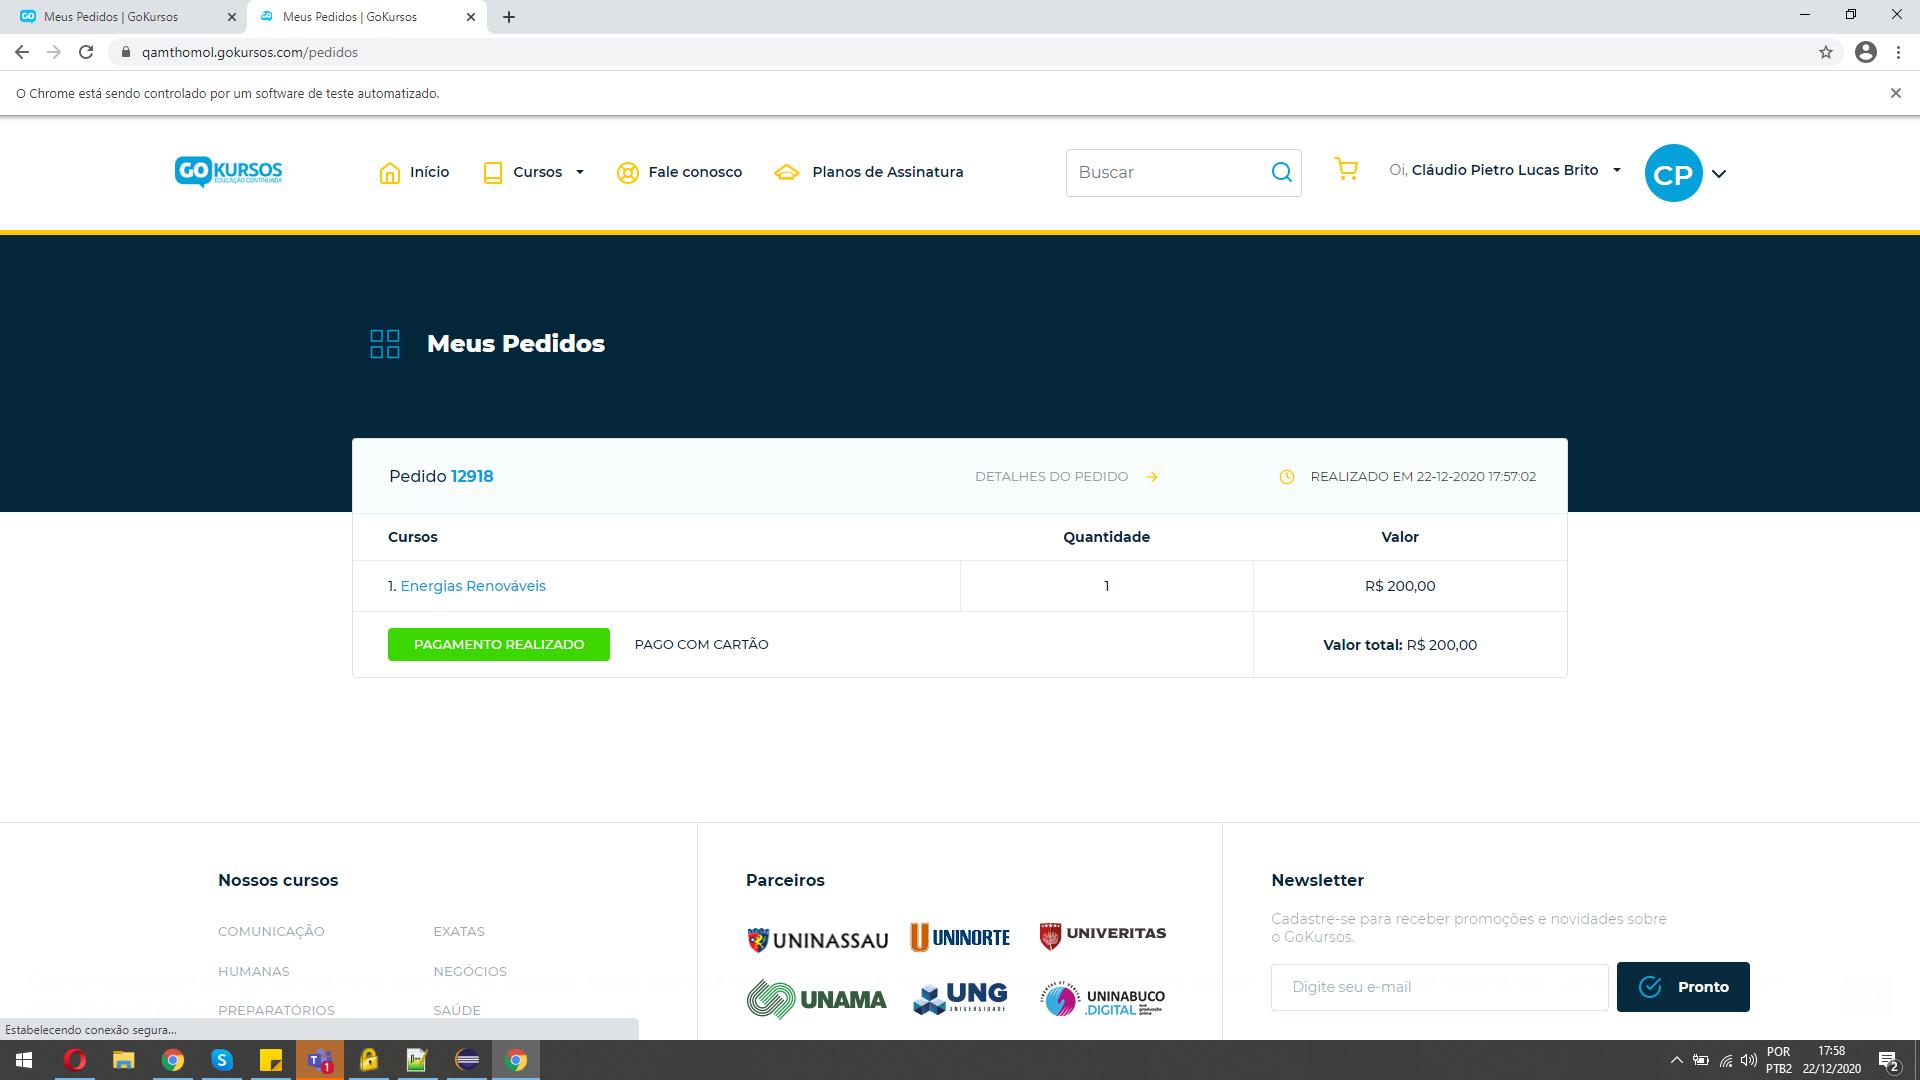 Meus Pedidos | GoKursos
Meus Pedidos | GoKursos
qamthomol.gokursos.com/pedidos
O Chrome está sendo controlado por um software de teste automatizado.
GO KURSOS
EDUCAÇÃO CONTINUADA
Início
Cursos
Fale conosco
Planos de Assinatura
Buscar
Oi, Cláudio Pietro Lucas Brito
CP
Meus Pedidos
Pedido 12918
DETALHES DO PEDIDO
REALIZADO EM 22-12-2020 17:57:02
Cursos
Quantidade
Valor
1. Energias Renováveis
1
R$ 200,00
PAGAMENTO REALIZADO
PAGO COM CARTÃO
Valor total: R$ 200,00
Nossos cursos
COMUNICAÇÃO
EXATAS
HUMANAS
NEGÓCIOS
PREPARATÓRIOS
SAÚDE
Parceiros
UNINASSAU
UNINORTE
UNIVERITAS
UNAMA
UNG
UNIVERSIDADE
UNINABUCO
.DIGITAL
Newsletter
Cadastre-se para receber promoções e novidades sobre
o GoKursos.
Digite seu e-mail
Pronto
Estabelecendo conexão segura...
1
POR
PTB2
17:58
22/12/2020
2